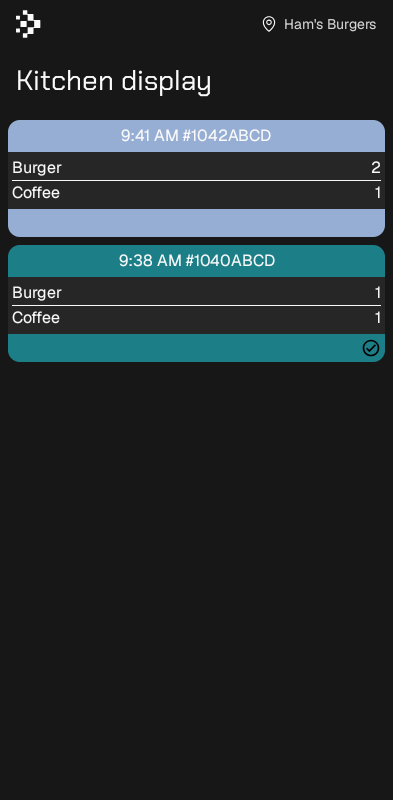 Ham's Burgers
Kitchen display
9:41 AM #1042ABCD
Burger 2
Coffee 1
9:38 AM #1040ABCD
Burger 1
Coffee 1